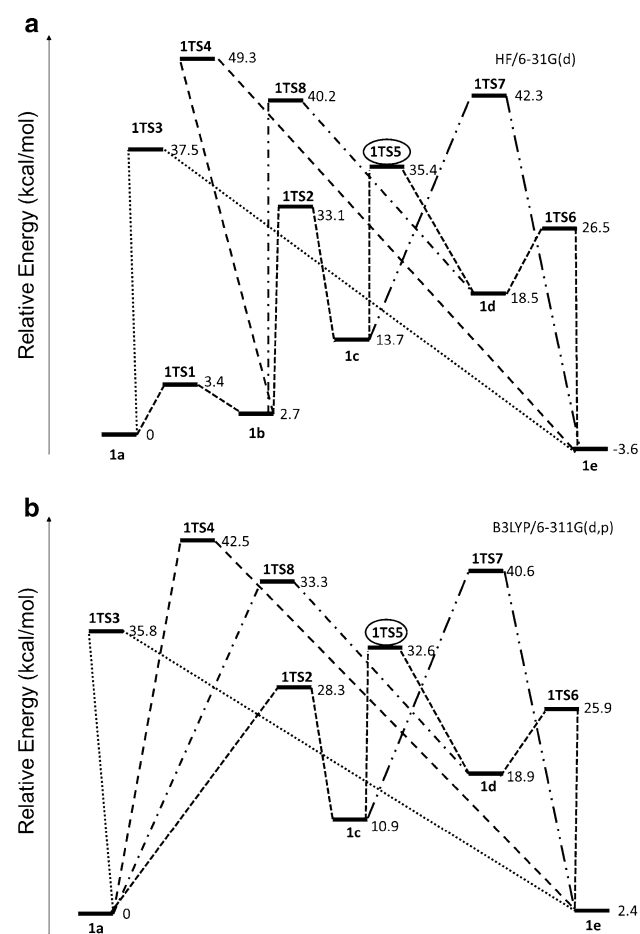 a
1TS4
49.3
HF/6-31G(d)
1TS8
40.2
1TS7
42.3
1TS3
37.5
1TS5
35.4
1TS2
33.1
1TS6
26.5
18.5
1d
13.7
1c
1TS1
3.4
2.7
1b
0
1a
-3.6
1e
Relative Energy (kcal/mol)
b
B3LYP/6-311G(d,p)
1TS4
42.5
1TS8
33.3
1TS7
40.6
1TS3
35.8
1TS5
32.6
1TS2
28.3
1TS6
25.9
18.9
1d
10.9
1c
0
1a
2.4
1e
Relative Energy (kcal/mol)